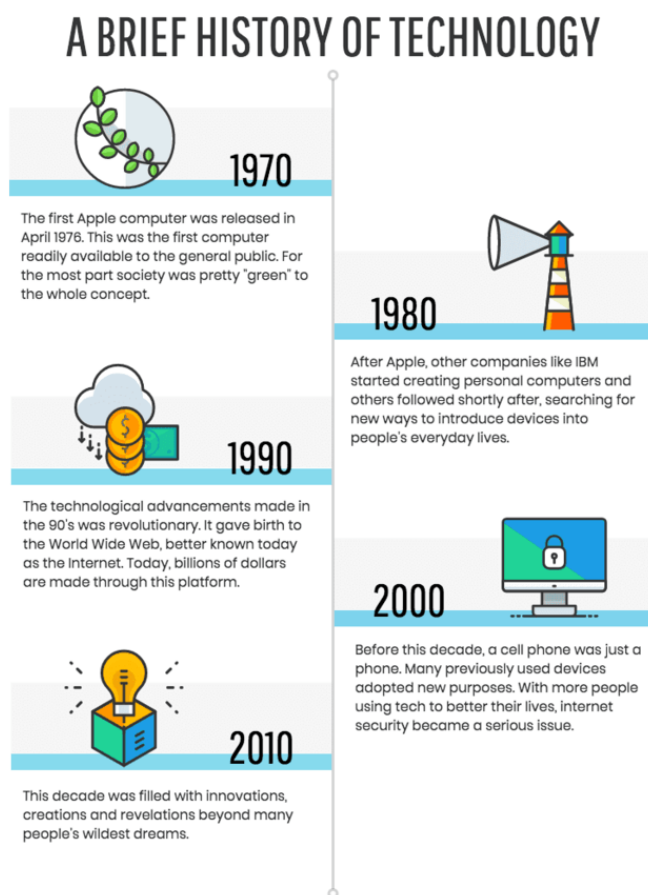 A BRIEF HISTORY OF TECHNOLOGY
1970
The first Apple computer was released in
April 1976. This was the first computer
readily available to the general public. For
the most part society was pretty "green" to
the whole concept.
1980
After Apple, other companies like IBM
started creating personal computers and
others followed shortly after, searching for
new ways to introduce devices into
people's everyday lives.
1990
The technological advancements made in
the 90's was revolutionary. It gave birth to
the World Wide Web, better known today
as the Internet. Today, billions of dollars
are made through this platform.
2000
Before this decade, a cell phone was just a
phone. Many previously used devices
adopted new purposes. With more people
using tech to better their lives, internet
security became a serious issue.
2010
This decade was filled with innovations,
creations and revelations beyond many
people's wildest dreams.